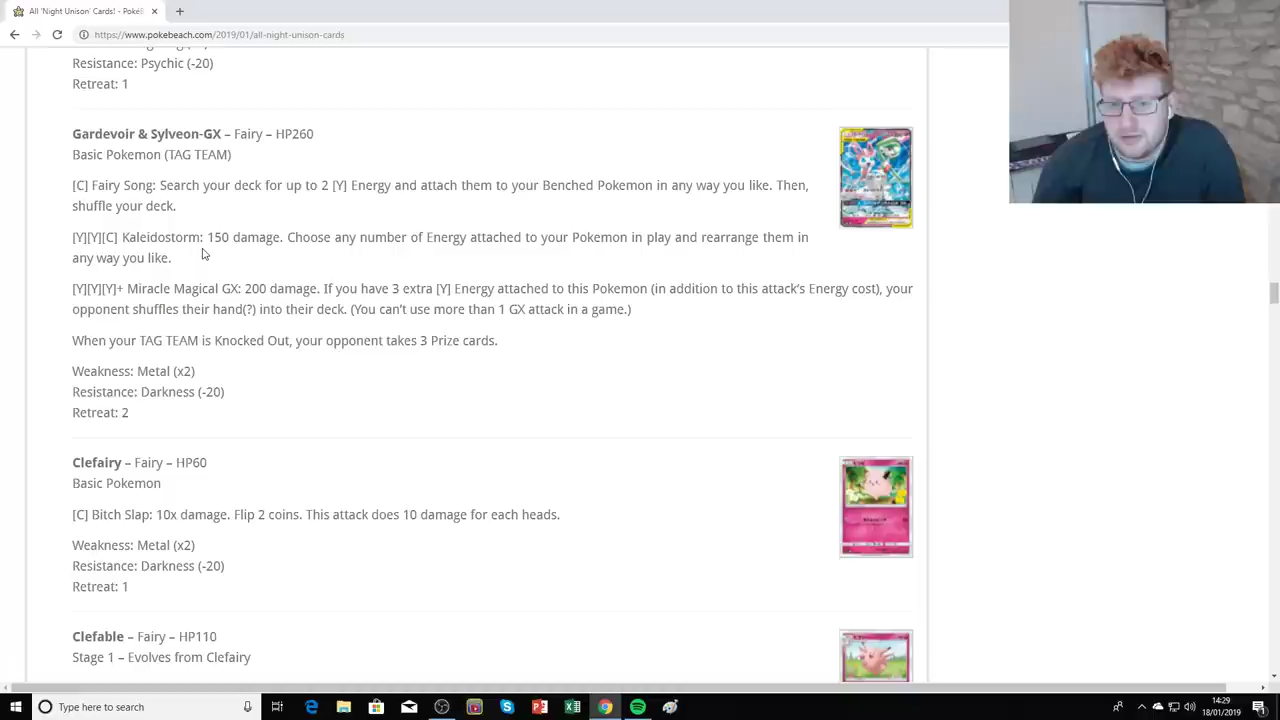 All 'Night Unison' Cards! - PokéB
https://www.pokebeach.com/2019/01/all-night-unison-cards
Resistance: Psychic (-20)
Retreat: 1
Gardevoir & Sylveon-GX – Fairy – HP260
Basic Pokemon (TAG TEAM)
[C] Fairy Song: Search your deck for up to 2 [Y] Energy and attach them to your Benched Pokemon in any way you like. Then,
shuffle your deck.
[Y][Y][C] Kaleidostorm: 150 damage. Choose any number of Energy attached to your Pokemon in play and rearrange them in
any way you like.
[Y][Y][Y]+ Miracle Magical GX: 200 damage. If you have 3 extra [Y] Energy attached to this Pokemon (in addition to this attack's Energy cost), your
opponent shuffles their hand(?) into their deck. (You can't use more than 1 GX attack in a game.)
When your TAG TEAM is Knocked Out, your opponent takes 3 Prize cards.
Weakness: Metal (x2)
Resistance: Darkness (-20)
Retreat: 2
Clefairy – Fairy – HP60
Basic Pokemon
[C] Bitch Slap: 10x damage. Flip 2 coins. This attack does 10 damage for each heads.
Weakness: Metal (x2)
Resistance: Darkness (-20)
Retreat: 1
Clefable – Fairy – HP110
Stage 1 – Evolves from Clefairy
Type here to search
14:29
18/01/2019